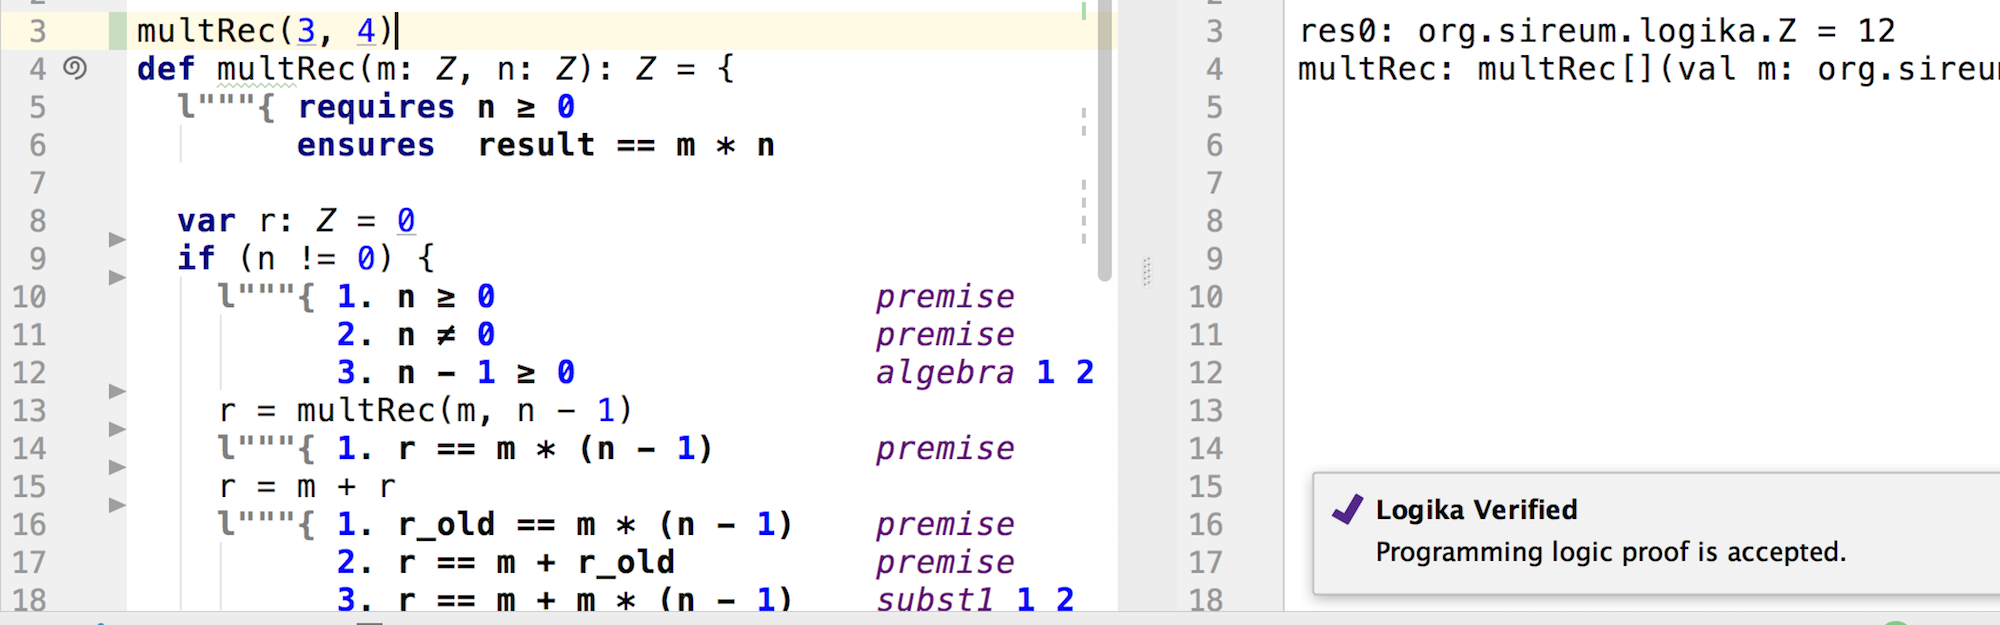 3 multRec(3, 4)
4 def multRec(m: Z, n: Z): Z = {
5 l"""{ requires n ≥ 0
6 ensures result == m * n
7
8 var r: Z = 0
9 if (n != 0) {
10 l"""{ 1. n ≥ 0 premise
11 2. n ≠ 0 premise
12 3. n - 1 ≥ 0 algebra 1 2
13 r = multRec(m, n - 1)
14 l"""{ 1. r == m * (n - 1) premise
15 r = m + r
16 l"""{ 1. r_old == m * (n - 1) premise
17 2. r == m + r_old premise
18 3. r == m + m * (n - 1) subst1 1 2
3 res0: org.sireum.logika.Z = 12
4 multRec: multRec[](val m: org.sireu
5
6
7
8
9
10
11
12
13
14
15
16
17
18
Logika Verified
Programming logic proof is accepted.